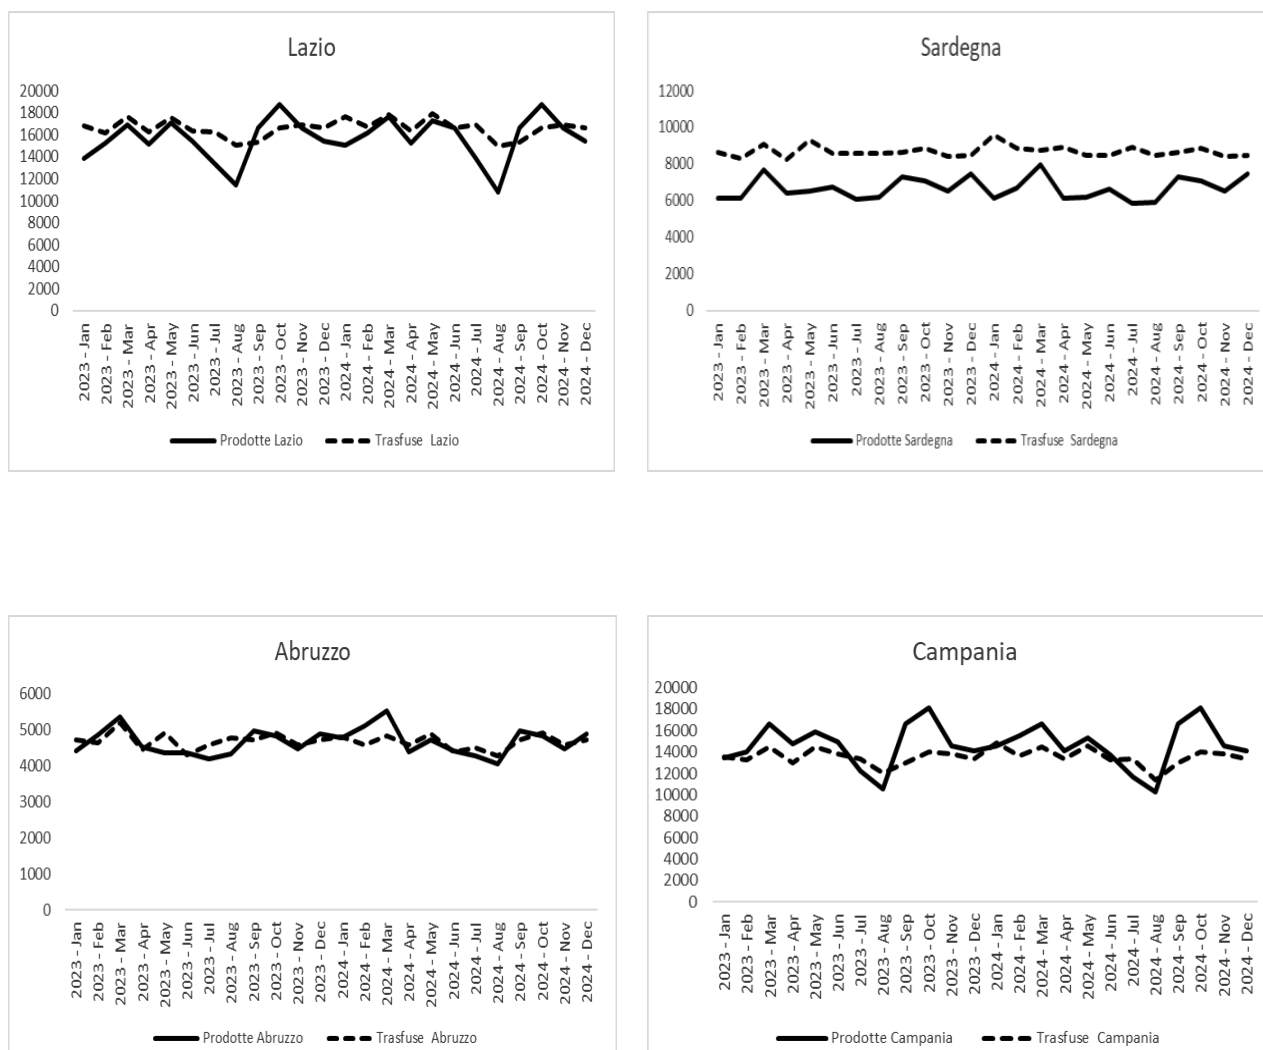 Lazio
20000
18000
16000
14000
12000
10000
8000
6000
4000
2000
0
2023 - Jan
2023 - Feb
2023 - Mar
2023 - Apr
2023 - May
2023 - Jun
2023 - Jul
2023 - Aug
2023 - Sep
2023 - Oct
2023 - Nov
2023 - Dec
2024 - Jan
2024 - Feb
2024 - Mar
2024 - Apr
2024 - May
2024 - Jun
2024 - Jul
2024 - Aug
2024 - Sep
2024 - Oct
2024 - Nov
2024 - Dec
Prodotte Lazio Trasfuse Lazio
Sardegna
12000
10000
8000
6000
4000
2000
0
2023 - Jan
2023 - Feb
2023 - Mar
2023 - Apr
2023 - May
2023 - Jun
2023 - Jul
2023 - Aug
2023 - Sep
2023 - Oct
2023 - Nov
2023 - Dec
2024 - Jan
2024 - Feb
2024 - Mar
2024 - Apr
2024 - May
2024 - Jun
2024 - Jul
2024 - Aug
2024 - Sep
2024 - Oct
2024 - Nov
2024 - Dec
Prodotte Sardegna Trasfuse Sardegna
Abruzzo
6000
5000
4000
3000
2000
1000
0
2023 - Jan
2023 - Feb
2023 - Mar
2023 - Apr
2023 - May
2023 - Jun
2023 - Jul
2023 - Aug
2023 - Sep
2023 - Oct
2023 - Nov
2023 - Dec
2024 - Jan
2024 - Feb
2024 - Mar
2024 - Apr
2024 - May
2024 - Jun
2024 - Jul
2024 - Aug
2024 - Sep
2024 - Oct
2024 - Nov
2024 - Dec
Prodotte Abruzzo Trasfuse Abruzzo
Campania
20000
18000
16000
14000
12000
10000
8000
6000
4000
2000
0
2023 - Jan
2023 - Feb
2023 - Mar
2023 - Apr
2023 - May
2023 - Jun
2023 - Jul
2023 - Aug
2023 - Sep
2023 - Oct
2023 - Nov
2023 - Dec
2024 - Jan
2024 - Feb
2024 - Mar
2024 - Apr
2024 - May
2024 - Jun
2024 - Jul
2024 - Aug
2024 - Sep
2024 - Oct
2024 - Nov
2024 - Dec
Prodotte Campania Trasfuse Campania